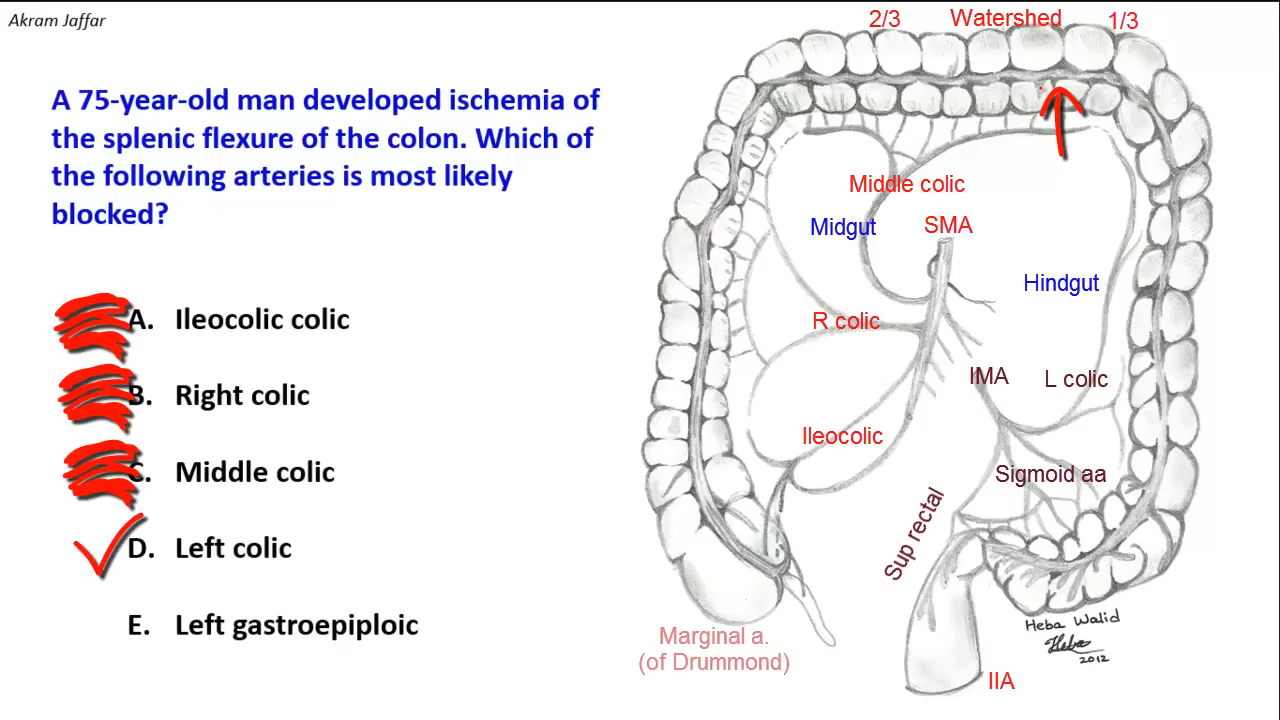 Akram Jaffar
A 75-year-old man developed ischemia of
the splenic flexure of the colon. Which of
the following arteries is most likely
blocked?
A. Ileocolic colic
B. Right colic
C. Middle colic
D. Left colic
E. Left gastroepiploic
2/3 Watershed 1/3
Middle colic
Midgut SMA
Hindgut
R colic
IMA L colic
Ileocolic
Sigmoid aa
Sup rectal
Marginal a.
(of Drummond)
Heba Walid
Heba
2012
IIA